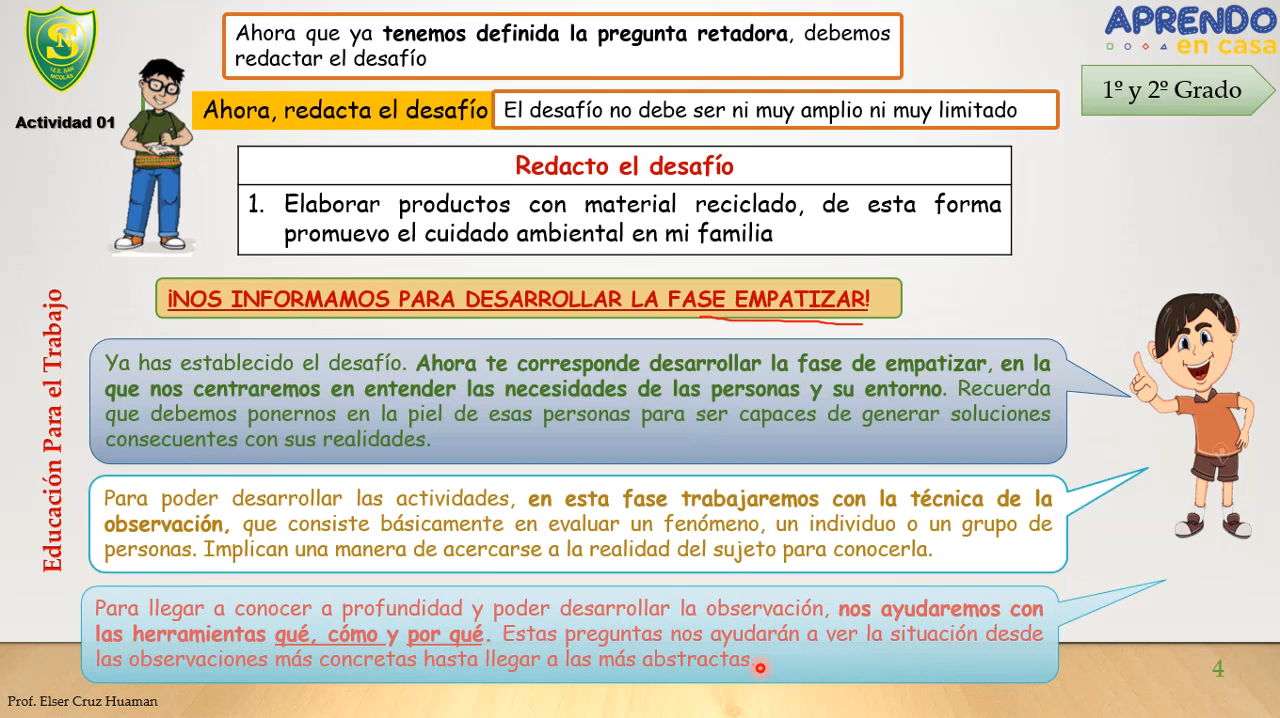 Ahora que ya tenemos definida la pregunta retadora, debemos
redactar el desafío
APRENDO
en casa
1º y 2º Grado
I.E.E. SAN
NICOLÁS
Actividad 01
Ahora, redacta el desafío
El desafío no debe ser ni muy amplio ni muy limitado
Redacto el desafío
1. Elaborar productos con material reciclado, de esta forma
promuevo el cuidado ambiental en mi familia
¡NOS INFORMAMOS PARA DESARROLLAR LA FASE EMPATIZAR!
Educación Para el Trabajo
Ya has establecido el desafío. Ahora te corresponde desarrollar la fase de empatizar, en la
que nos centraremos en entender las necesidades de las personas y su entorno. Recuerda
que debemos ponernos en la piel de esas personas para ser capaces de generar soluciones
consecuentes con sus realidades.
Para poder desarrollar las actividades, en esta fase trabajaremos con la técnica de la
observación, que consiste básicamente en evaluar un fenómeno, un individuo o un grupo de
personas. Implican una manera de acercarse a la realidad del sujeto para conocerla.
Para llegar a conocer a profundidad y poder desarrollar la observación, nos ayudaremos con
las herramientas qué, cómo y por qué. Estas preguntas nos ayudarán a ver la situación desde
las observaciones más concretas hasta llegar a las más abstractas.
4
Prof. Elser Cruz Huaman